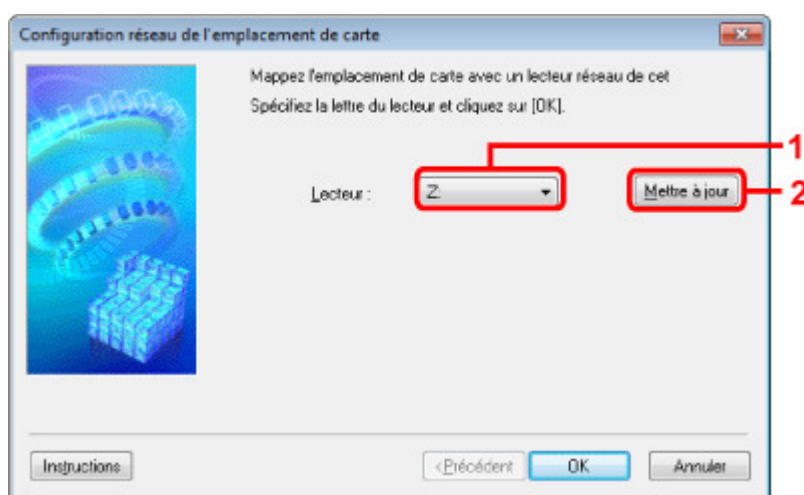 Configuration réseau de l'emplacement de carte
Mappez l'emplacement de carte avec un lecteur réseau de cet
Spécifiez la lettre du lecteur et cliquez sur [OK].
1
Lecteur : Z: Mettre à jour 2
Instructions <Précédent OK Annuler